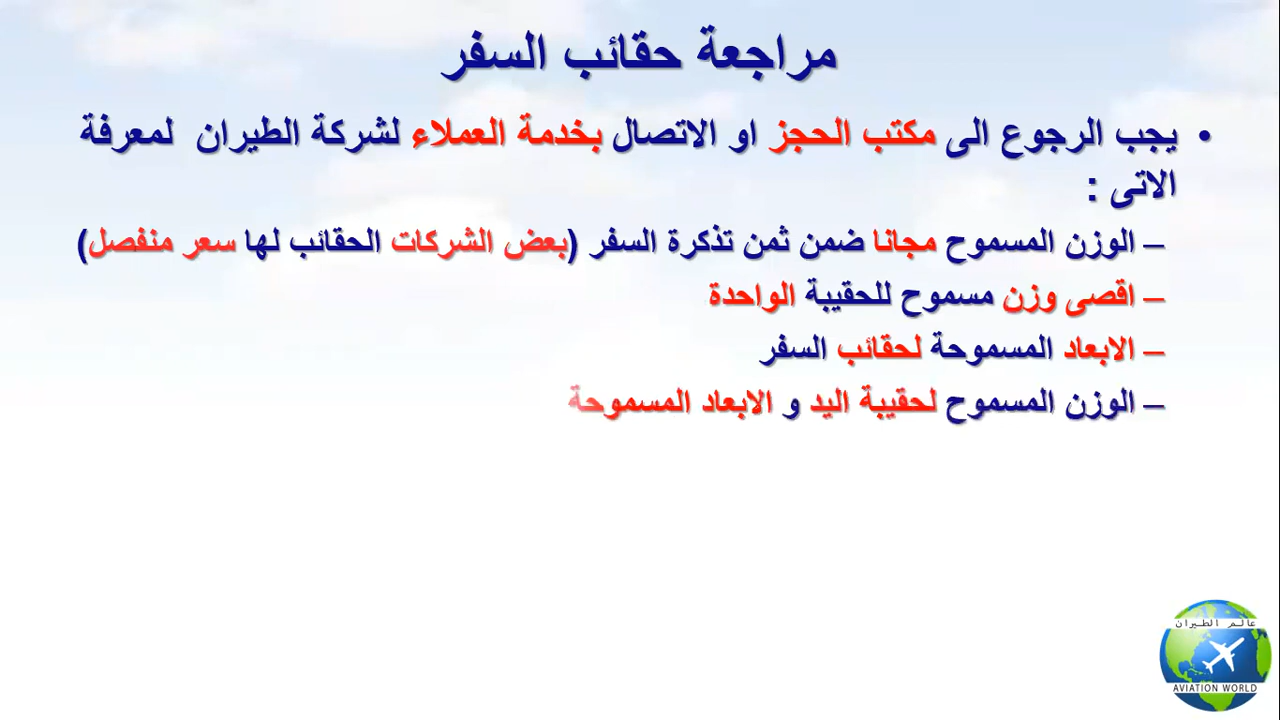 مراجعة حقائب السفر
• يجب الرجوع الى مكتب الحجز او الاتصال بخدمة العملاء لشركة الطيران لمعرفة
الاتى :
– الوزن المسموح مجانا ضمن ثمن تذكرة السفر (بعض الشركات الحقائب لها سعر منفصل)
– اقصى وزن مسموح للحقيبة الواحدة
– الابعاد المسموحة لحقائب السفر
– الوزن المسموح لحقيبة اليد و الابعاد المسموحة
عالم الطيران
AVIATION WORLD